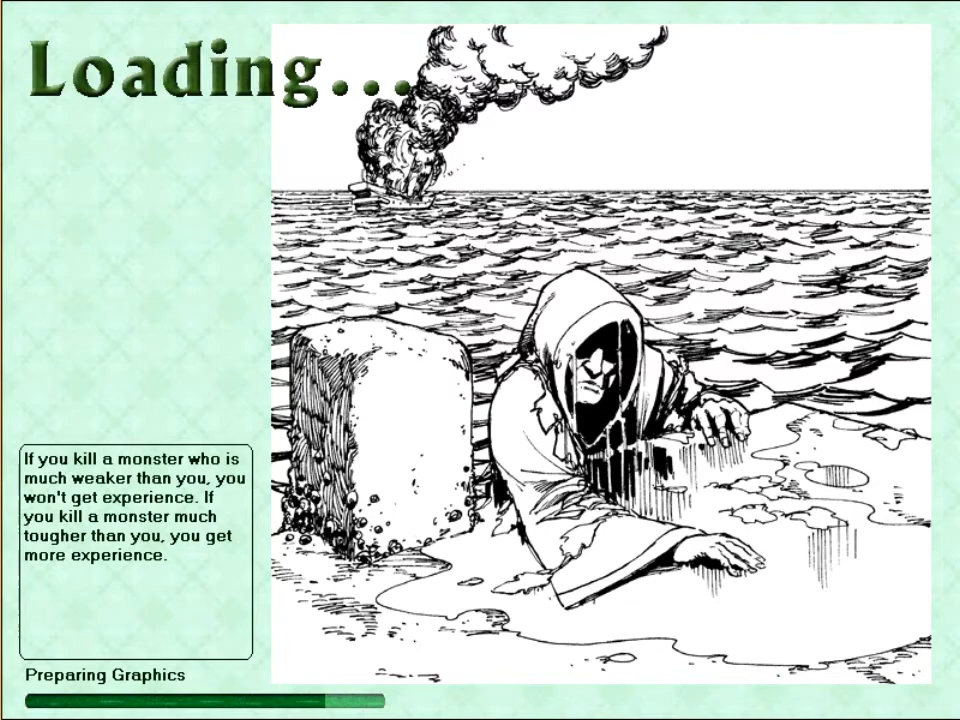 Loading...
If you kill a monster who is
much weaker than you, you
won't get experience. If
you kill a monster much
tougher than you, you get
more experience.
Preparing Graphics